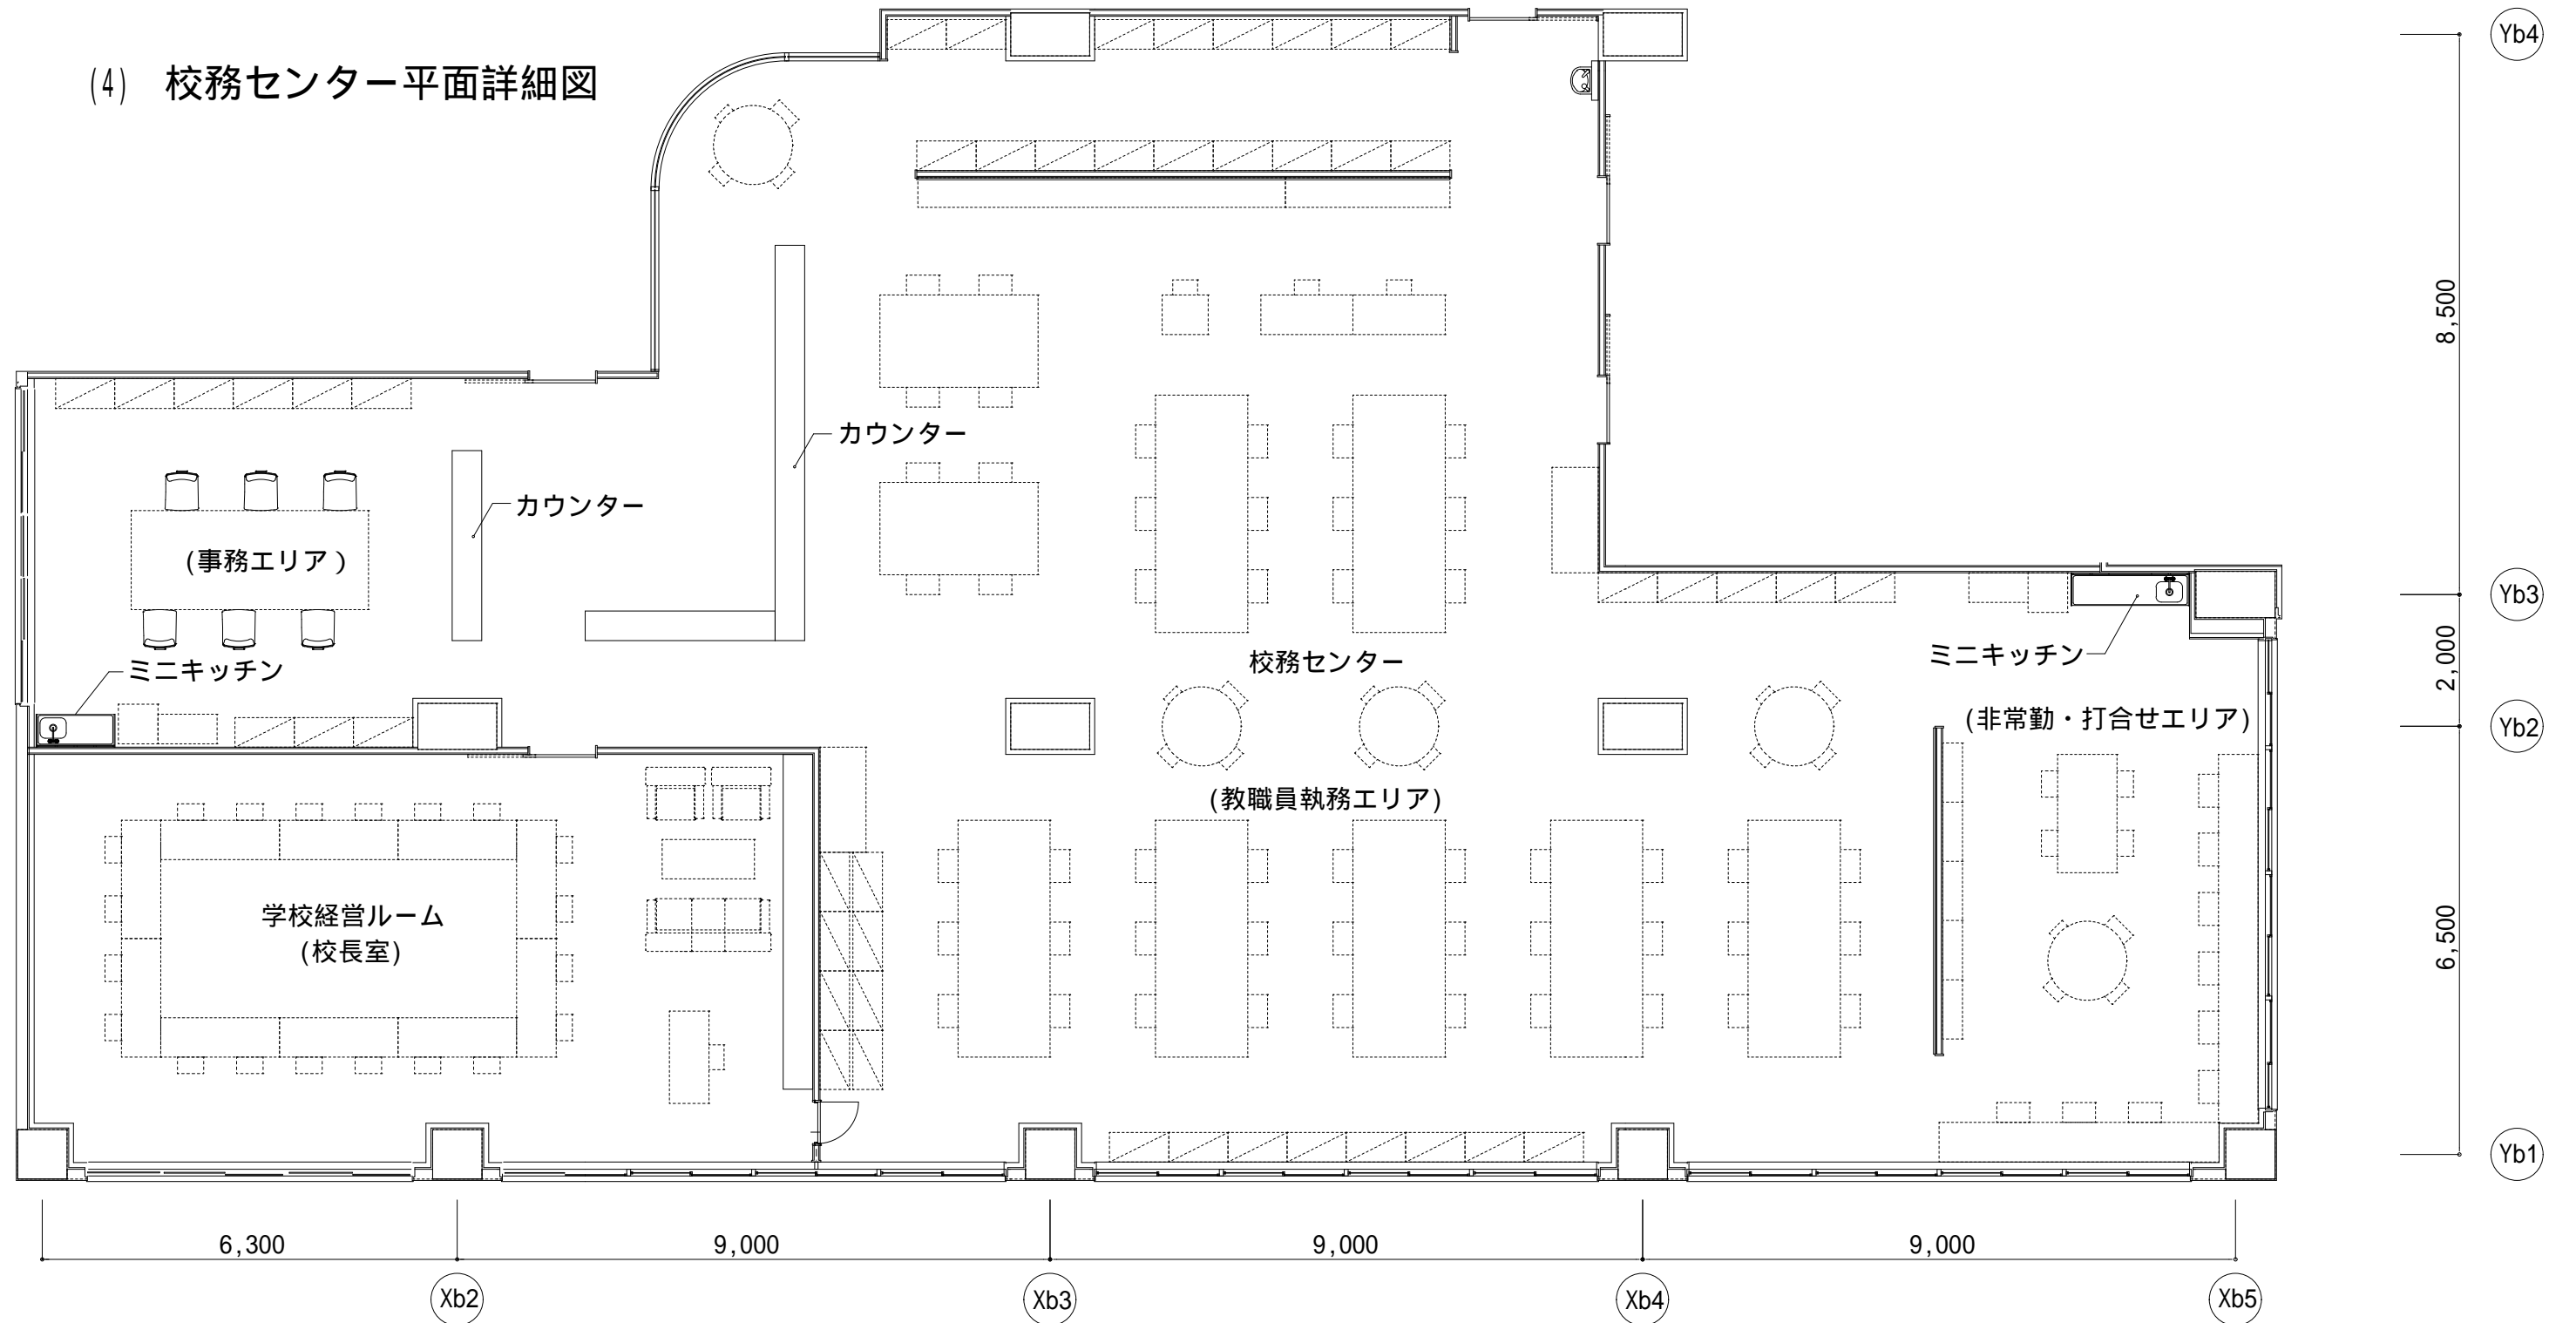 (4) 校務センター平面詳細図
Yb4
8,500
カウンター
カウンター
(事務エリア)
Yb3
ミニキッチン
校務センター
ミニキッチン
2,000
(非常勤・打合せエリア)
Yb2
(教職員執務エリア)
学校経営ルーム
(校長室)
6,500
Yb1
6,300
9,000
9,000
9,000
Xb2
Xb3
Xb4
Xb5